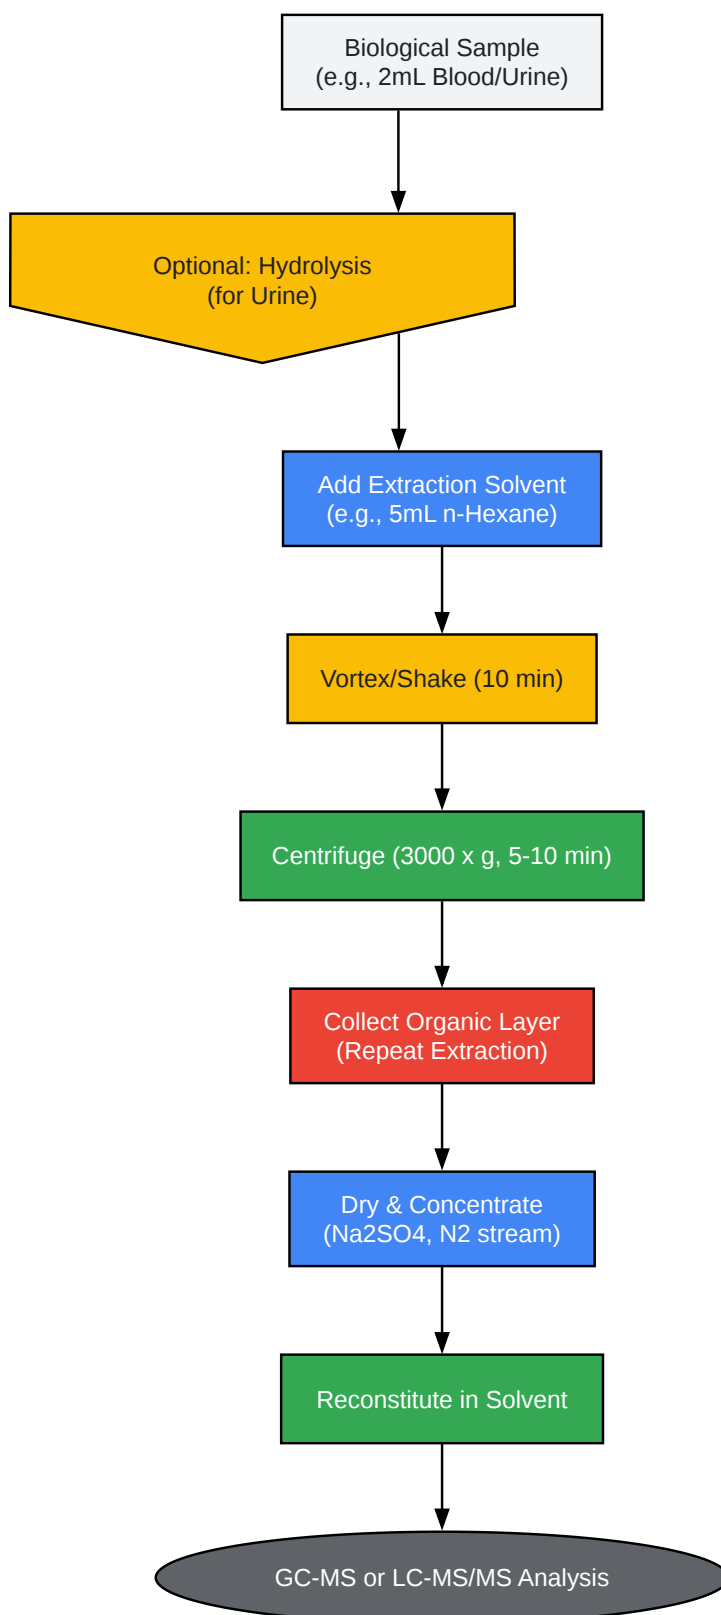 Biological Sample
(e.g., 2mL Blood/Urine)
Optional: Hydrolysis
(for Urine)
Add Extraction Solvent
(e.g., 5mL n-Hexane)
Vortex/Shake (10 min)
Centrifuge (3000 x g, 5-10 min)
Collect Organic Layer
(Repeat Extraction)
Dry & Concentrate
(Na2SO4, N2 stream)
Reconstitute in Solvent
GC-MS or LC-MS/MS Analysis